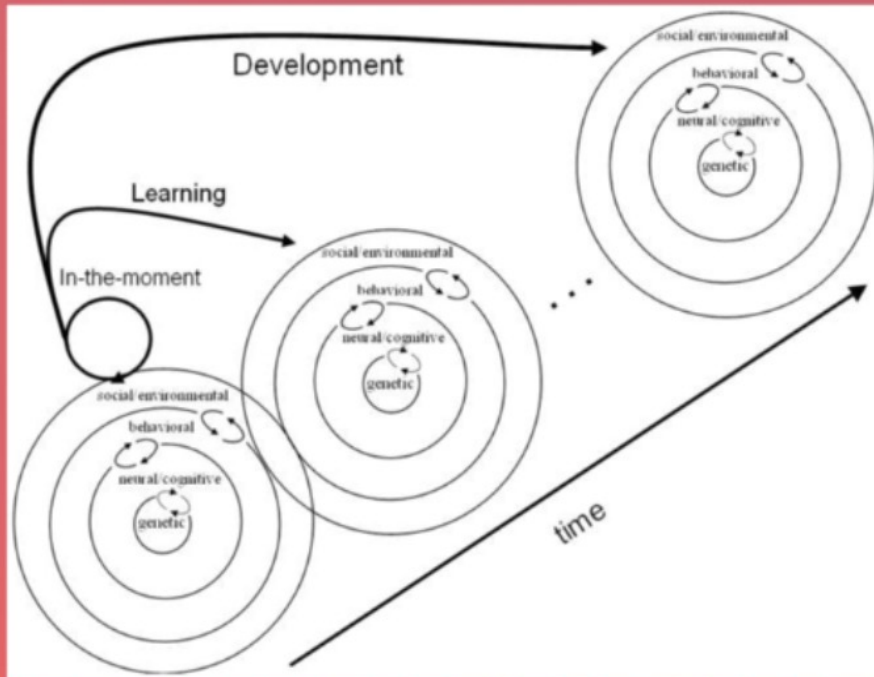 social/environmental
Development
behavioral
neural/cognitive
genetic
Learning
In-the-moment
social/environmental
behavioral
neural/cognitive
genetic
social/environmental
behavioral
neural/cognitive
genetic
time